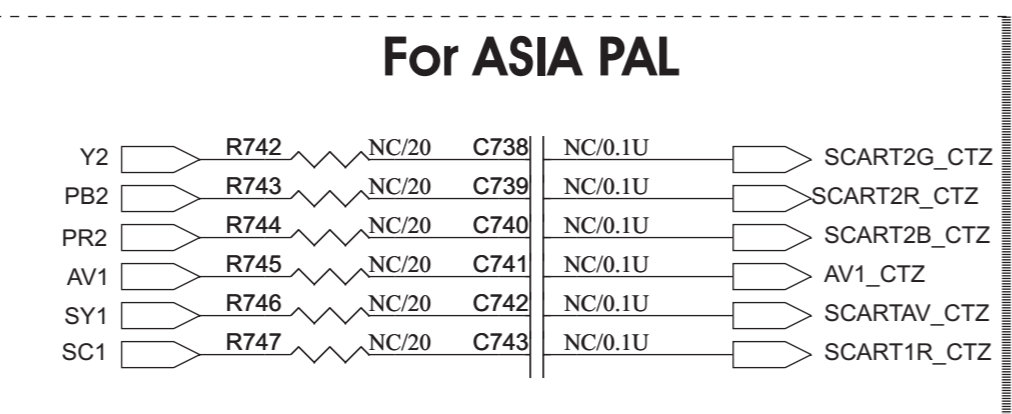 For ASIA PAL
Y2 R742 NC/20 C738 NC/0.1U SCART2G_CTZ
PB2 R743 NC/20 C739 NC/0.1U SCART2R_CTZ
PR2 R744 NC/20 C740 NC/0.1U SCART2B_CTZ
AV1 R745 NC/20 C741 NC/0.1U AV1_CTZ
SY1 R746 NC/20 C742 NC/0.1U SCARTAV_CTZ
SC1 R747 NC/20 C743 NC/0.1U SCART1R_CTZ